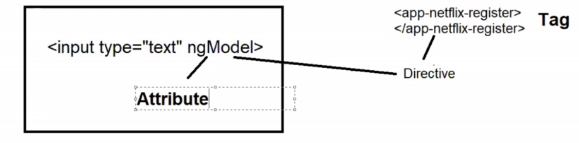 <app-netflix-register>
</app-netflix-register> Tag
<input type="text" ngModel>
Directive
Attribute